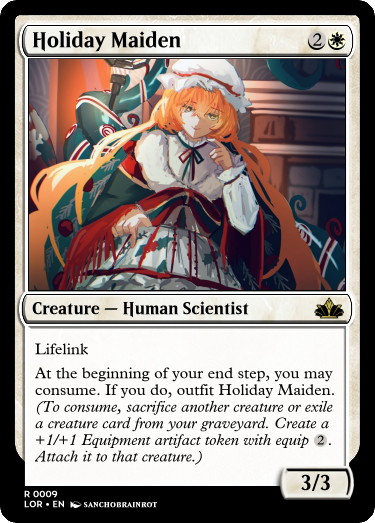 Holiday Maiden 2
Creature — Human Scientist
Lifelink
At the beginning of your end step, you may
consume. If you do, outfit Holiday Maiden.
(To consume, sacrifice another creature or exile
a creature card from your graveyard. Create a
+1/+1 Equipment artifact token with equip 2.
Attach it to that creature.)
3/3
R 0009
LOR • EN SANCHOBRAINROT